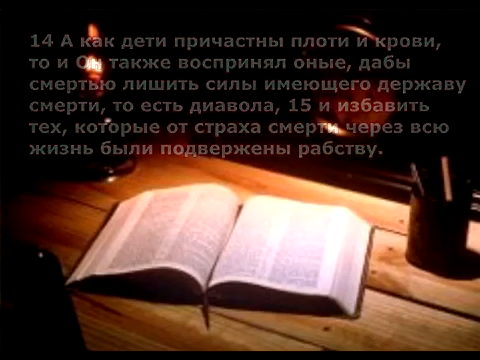 14 А как дети причастны плоти и крови,
то и Он также воспринял оные, дабы
смертью лишить силы имеющего державу
смерти, то есть диавола, 15 и избавить
тех, которые от страха смерти через всю
жизнь были подвержены рабству.